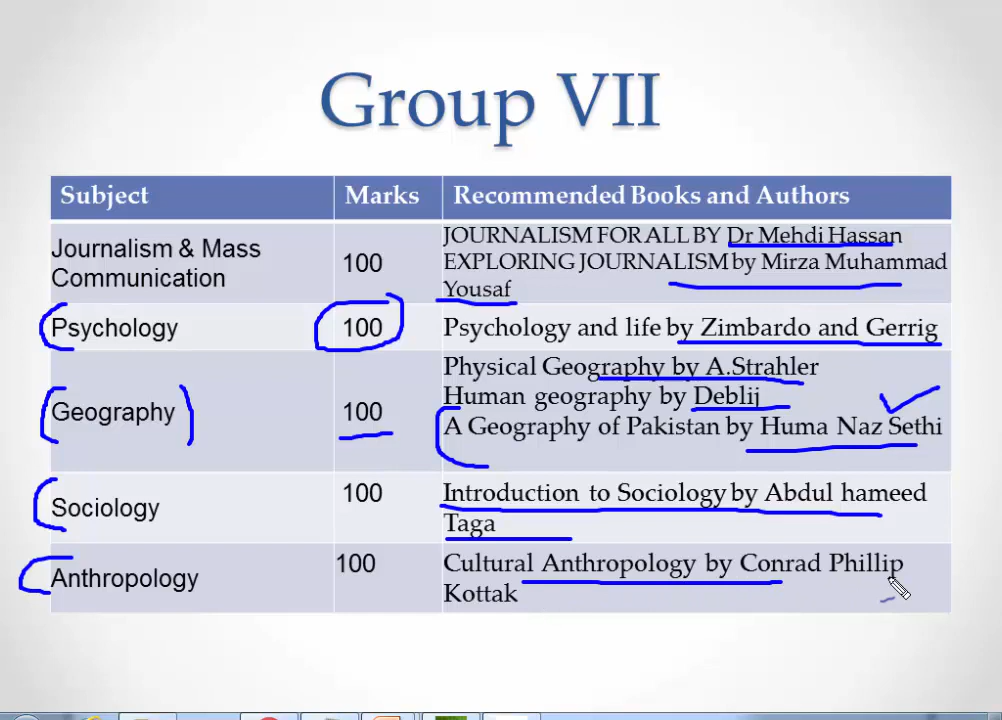 Group VII
Subject Marks Recommended Books and Authors
Journalism & Mass
Communication
100
JOURNALISM FOR ALL BY Dr Mehdi Hassan
EXPLORING JOURNALISM by Mirza Muhammad
Yousaf
Psychology 100 Psychology and life by Zimbardo and Gerrig
Geography 100
Physical Geography by A.Strahler
Human geography by Deblij
A Geography of Pakistan by Huma Naz Sethi
Sociology 100
Introduction to Sociology by Abdul hameed
Taga
Anthropology 100
Cultural Anthropology by Conrad Phillip
Kottak